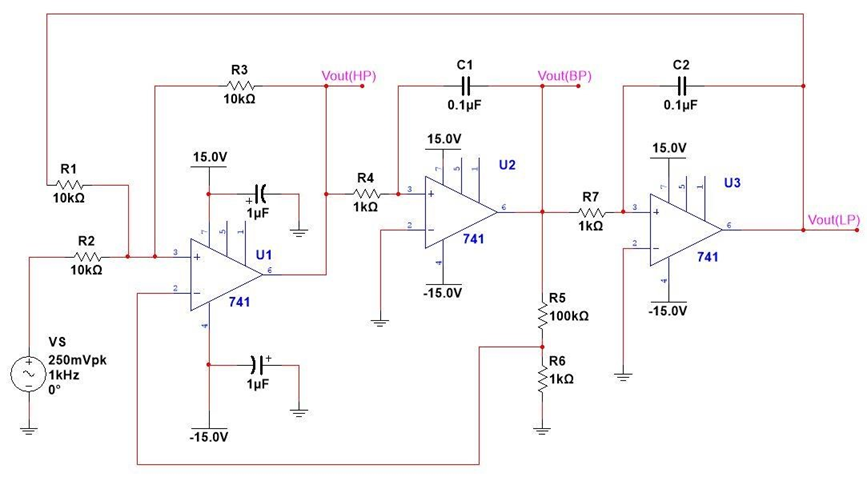 R3
10kΩ
Vout(HP)
C1
0.1µF
Vout(BP)
C2
0.1µF
R1
10kΩ
15.0V
1µF
+
R4
1kΩ
15.0V
U2
3
2
7
5
1
6
4
+
−
741
-15.0V
R7
1kΩ
15.0V
U3
3
2
7
5
1
6
4
+
−
741
-15.0V
Vout(LP)
R2
10kΩ
U1
3
2
7
5
1
6
4
+
−
741
1µF
+
-15.0V
R5
100kΩ
R6
1kΩ
VS
250mVpk
1kHz
0°
+
−